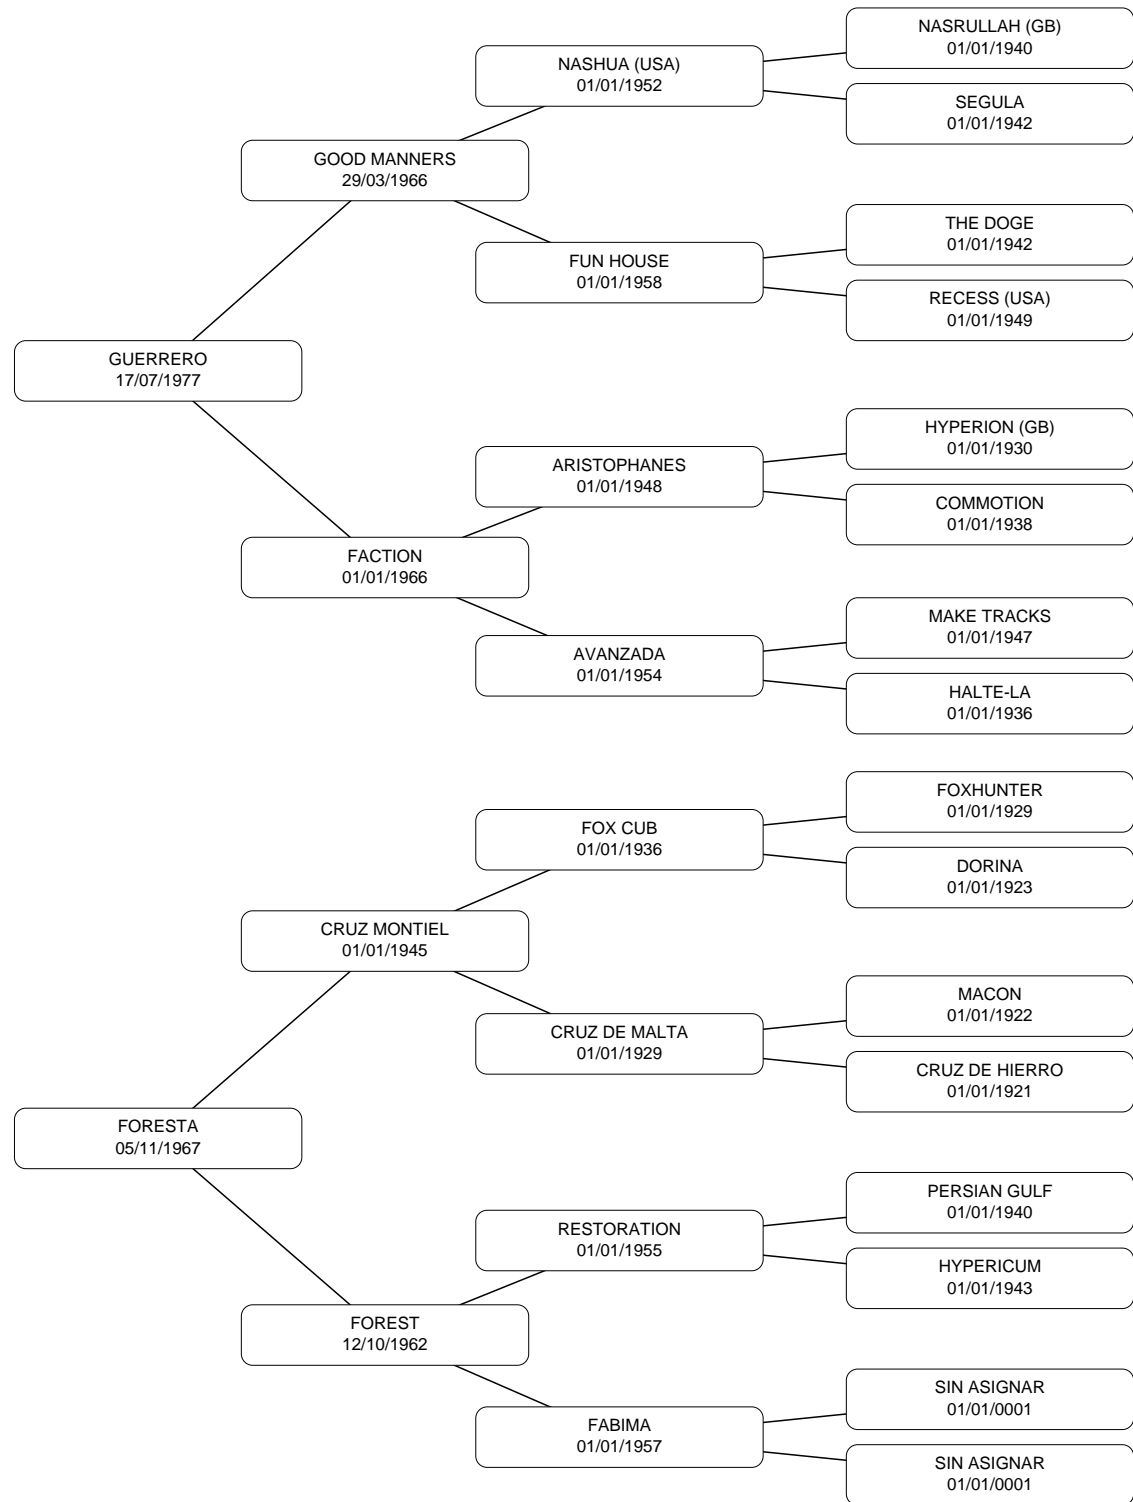 NASRULLAH (GB)
01/01/1940
NASHUA (USA)
01/01/1952
SEGULA
01/01/1942
GOOD MANNERS
29/03/1966
THE DOGE
01/01/1942
FUN HOUSE
01/01/1958
RECESS (USA)
01/01/1949
GUERRERO
17/07/1977
HYPERION (GB)
01/01/1930
ARISTOPHANES
01/01/1948
COMMOTION
01/01/1938
FACTION
01/01/1966
MAKE TRACKS
01/01/1947
AVANZADA
01/01/1954
HALTE-LA
01/01/1936
FOXHUNTER
01/01/1929
FOX CUB
01/01/1936
DORINA
01/01/1923
CRUZ MONTIEL
01/01/1945
MACON
01/01/1922
CRUZ DE MALTA
01/01/1929
CRUZ DE HIERRO
01/01/1921
FORESTA
05/11/1967
PERSIAN GULF
01/01/1940
RESTORATION
01/01/1955
HYPERICUM
01/01/1943
FOREST
12/10/1962
SIN ASIGNAR
01/01/0001
FABIMA
01/01/1957
SIN ASIGNAR
01/01/0001